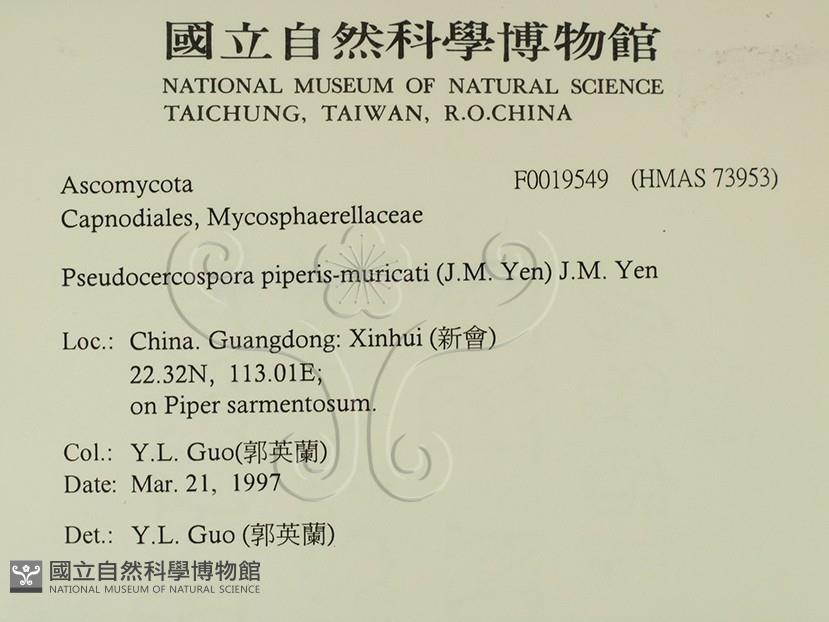 國立自然科學博物館
NATIONAL MUSEUM OF NATURAL SCIENCE
TAICHUNG, TAIWAN, R.O.CHINA
Ascomycota F0019549 (HMAS 73953)
Capnodiales, Mycosphaerellaceae
Pseudocercospora piperis-muricati (J.M. Yen) J.M. Yen
Loc.: China. Guangdong: Xinhui (新會)
22.32N, 113.01E;
on Piper sarmentosum.
Col.: Y.L. Guo(郭英蘭)
Date: Mar. 21, 1997
Det.: Y.L. Guo (郭英蘭)
國立自然科學博物館
NATIONAL MUSEUM OF NATURAL SCIENCE